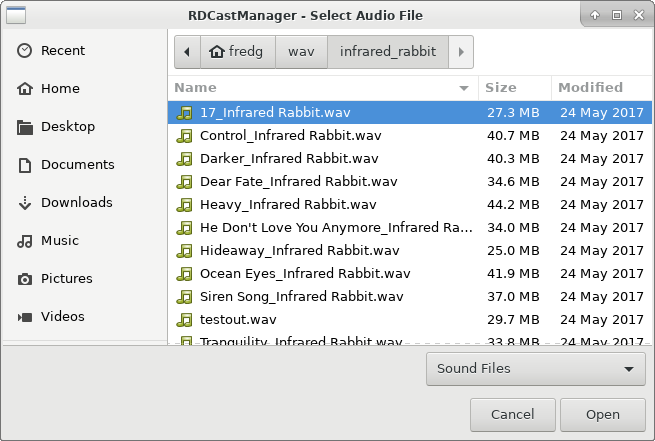 RDCastManager - Select Audio File
Recent
Home
Desktop
Documents
Downloads
Music
Pictures
Videos
fredg wav infrared_rabbit
Name Size Modified
17_Infrared Rabbit.wav 27.3 MB 24 May 2017
Control_Infrared Rabbit.wav 40.7 MB 24 May 2017
Darker_Infrared Rabbit.wav 40.3 MB 24 May 2017
Dear Fate_Infrared Rabbit.wav 34.6 MB 24 May 2017
Heavy_Infrared Rabbit.wav 44.2 MB 24 May 2017
He Don't Love You Anymore_Infrared Ra... 34.0 MB 24 May 2017
Hideaway_Infrared Rabbit.wav 25.0 MB 24 May 2017
Ocean Eyes_Infrared Rabbit.wav 41.9 MB 24 May 2017
Siren Song_Infrared Rabbit.wav 37.0 MB 24 May 2017
testout.wav 29.7 MB 24 May 2017
Tranquility_Infrared Rabbit.wav 33.8 MB 24 May 2017
Sound Files
Cancel Open